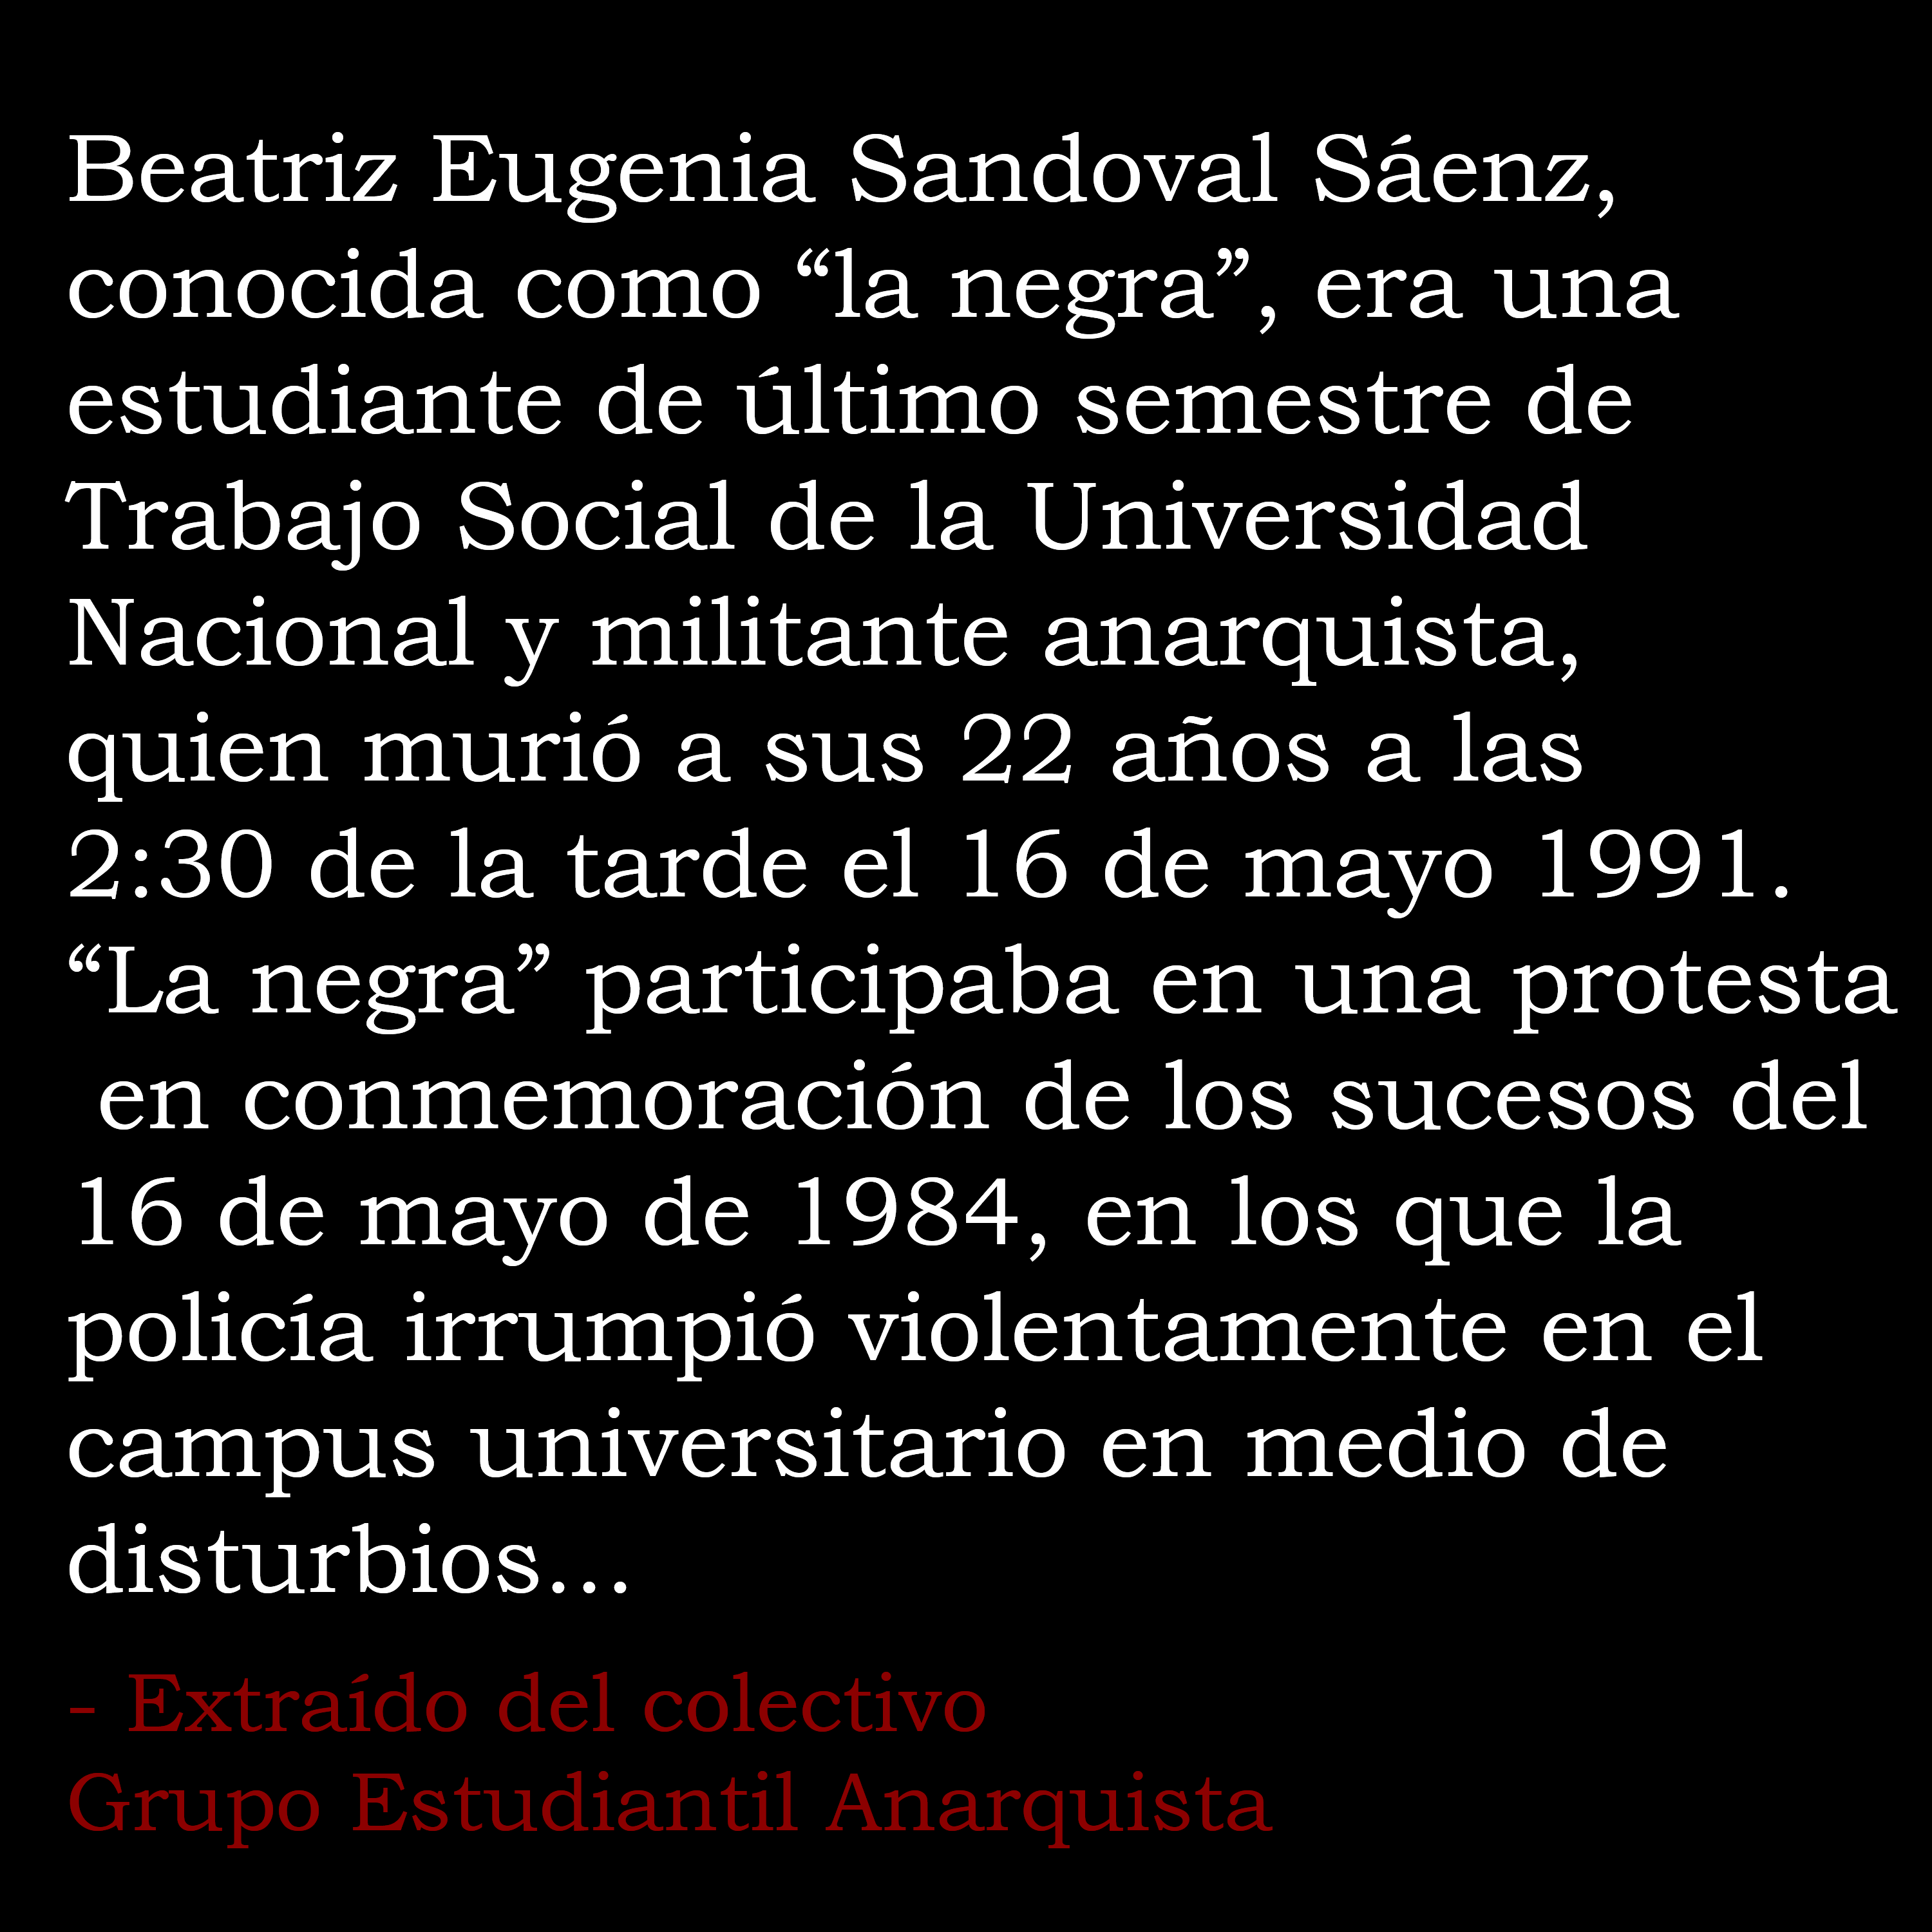 Beatriz Eugenia Sandoval Sáenz,
conocida como “la negra”, era una
estudiante de último semestre de
Trabajo Social de la Universidad
Nacional y militante anarquista,
quien murió a sus 22 años a las
2:30 de la tarde el 16 de mayo 1991.
“La negra” participaba en una protesta
en conmemoración de los sucesos del
16 de mayo de 1984, en los que la
policía irrumpió violentamente en el
campus universitario en medio de
disturbios...
- Extraído del colectivo
Grupo Estudiantil Anarquista